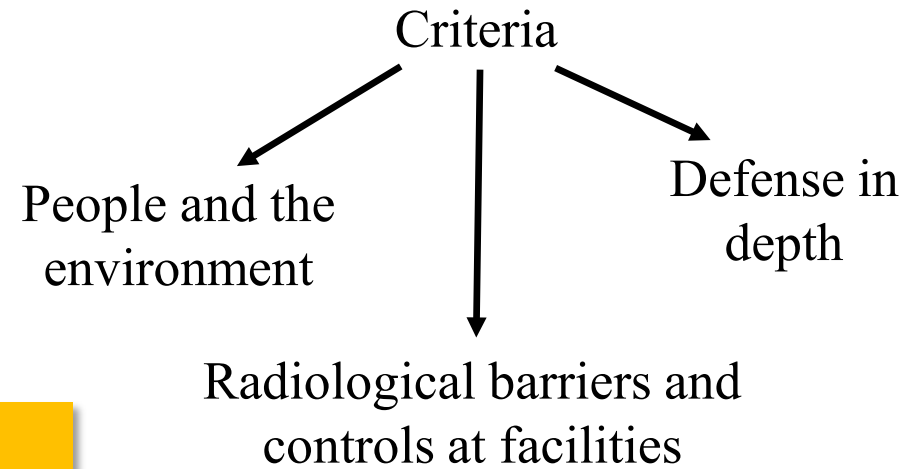 Criteria
People and the
environment
Defense in
depth
Radiological barriers and
controls at facilities